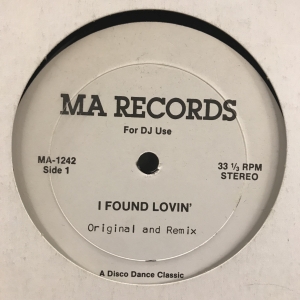 MA RECORDS
For DJ Use
MA-1242
Side 1
33 ⅓ RPM
STEREO
I FOUND LOVIN'
Original and Remix
A Disco Dance Classic